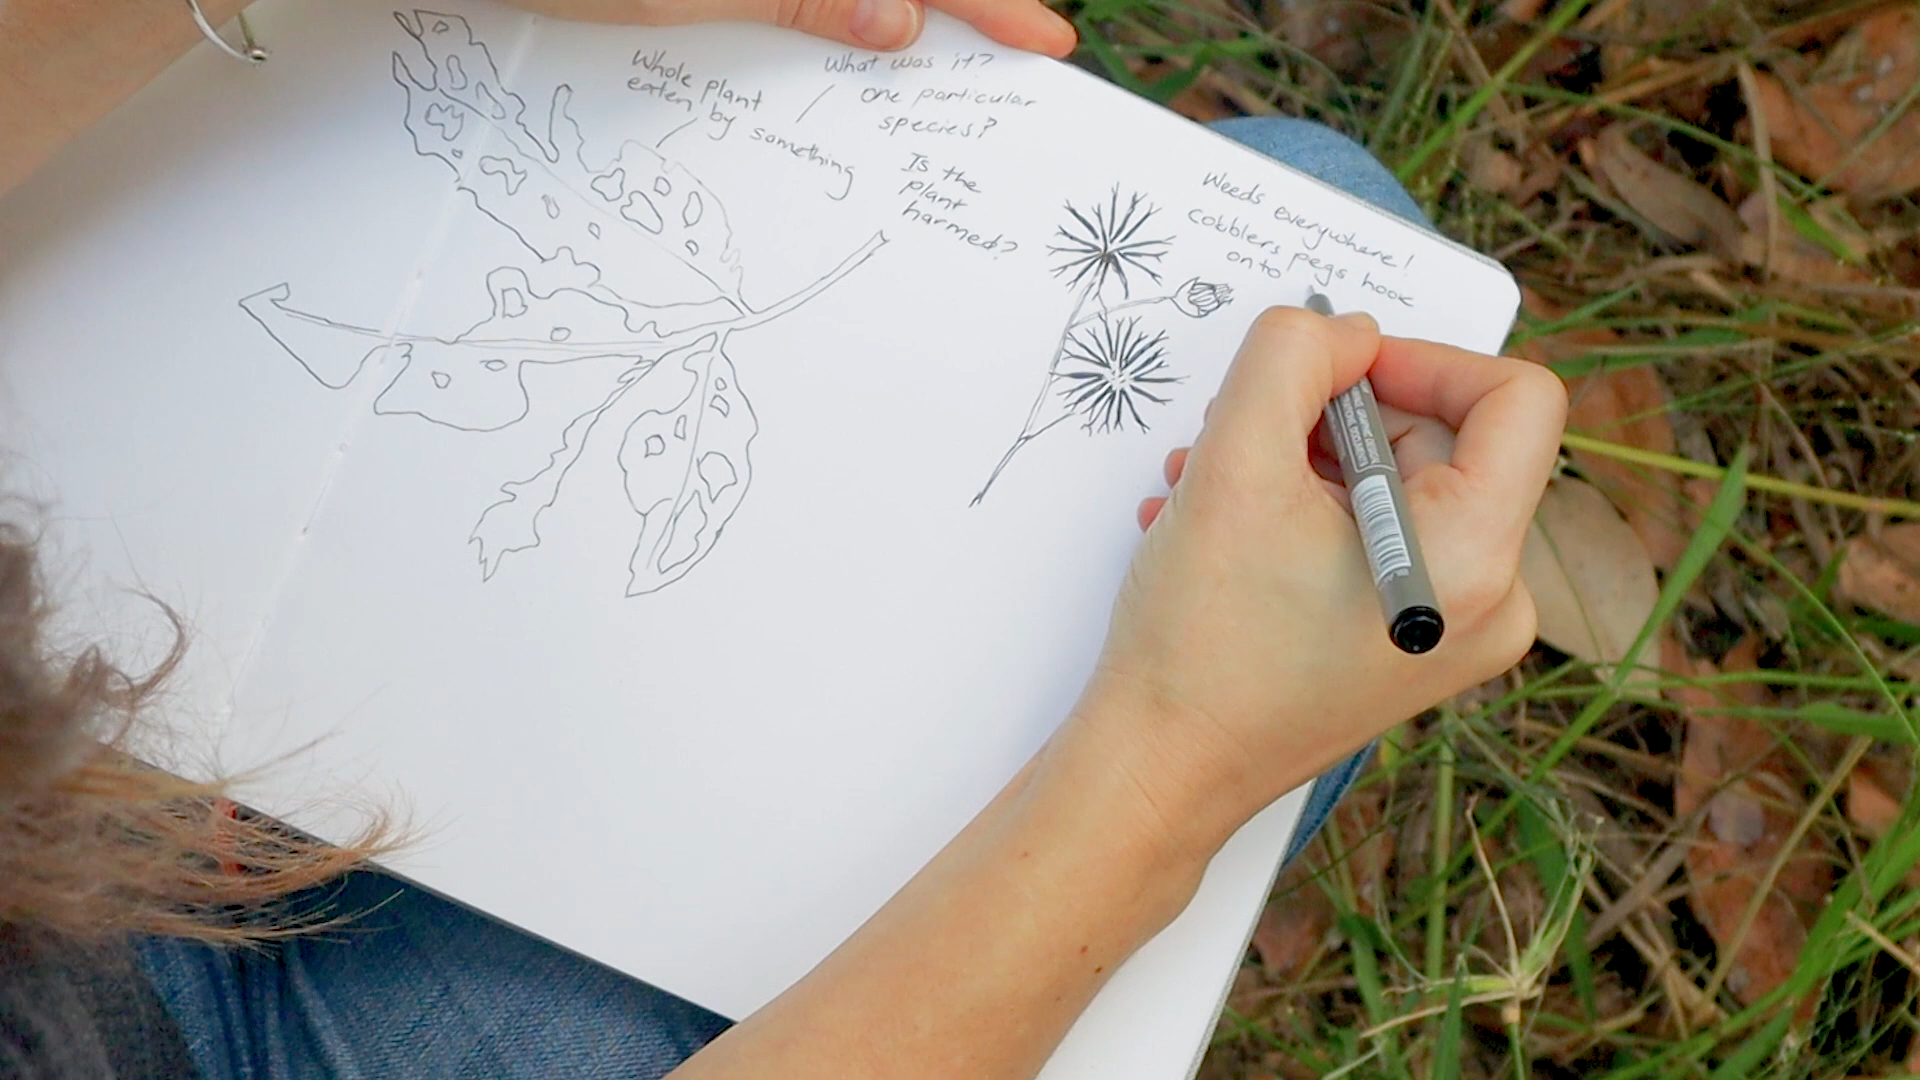 Whole plant
eaten by something
What was it?
one particular
species?
Is the
plant
harmed?
Weeds everywhere!
cobblers pegs hook
onto